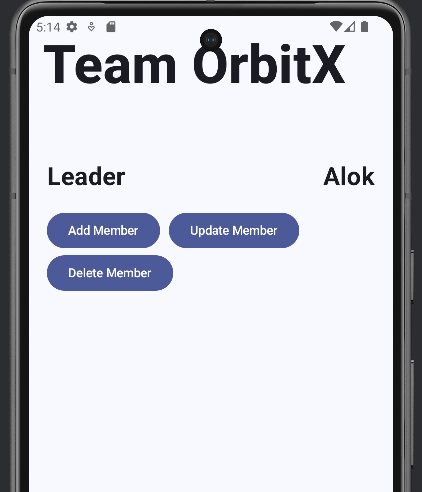 5:14
Team OrbitX
Leader Alok
Add Member Update Member
Delete Member